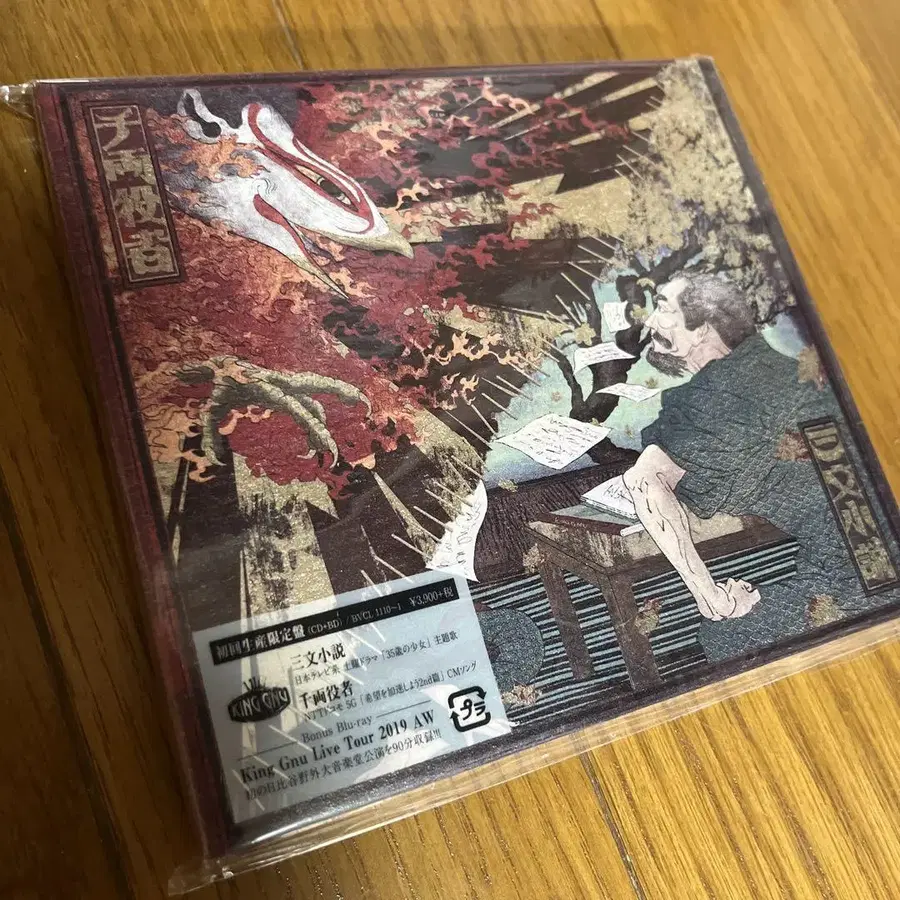 千両役者
三文小説
初回生産限定盤(CD+BD) / BVCL 1110~1 ¥3,900+税
三文小説
日本テレビ系 土曜ドラマ「35歳の少女」主題歌
KING GNU
千両役者
NTTドコモ 5G「希望を加速しよう2nd篇」CMソング
Bonus Blu-ray
King Gnu Live Tour 2019 AW
初の日比谷野外大音楽堂公演を90分収録!!!
プラ